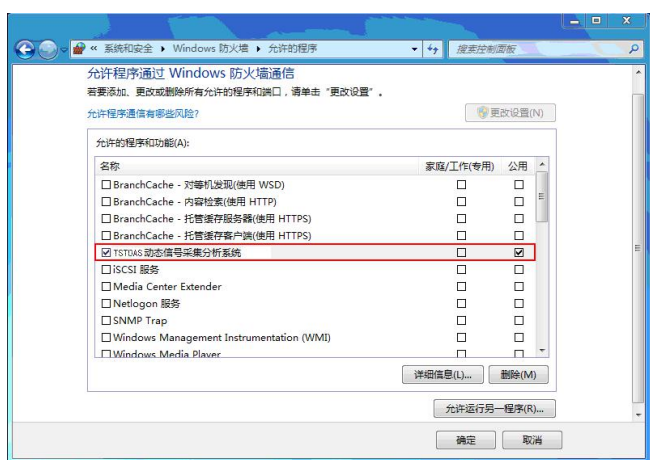 « 系统和安全 ▸ Windows 防火墙 ▸ 允许的程序
搜索控制面板
允许程序通过 Windows 防火墙通信
若要添加、更改或删除所有允许的程序和端口，请单击“更改设置”。
允许程序通信有哪些风险?
更改设置(N)
允许的程序和功能(A):
名称 家庭/工作(专用) 公用
BranchCache - 对等机发现(使用 WSD)
BranchCache - 内容检索(使用 HTTP)
BranchCache - 托管缓存服务器(使用 HTTPS)
BranchCache - 托管缓存客户端(使用 HTTPS)
TSTDAS 动态信号采集分析系统
iSCSI 服务
Media Center Extender
Netlogon 服务
SNMP Trap
Windows Management Instrumentation (WMI)
Windows Media Player
详细信息(L)... 删除(M)
允许运行另一程序(R)...
确定 取消